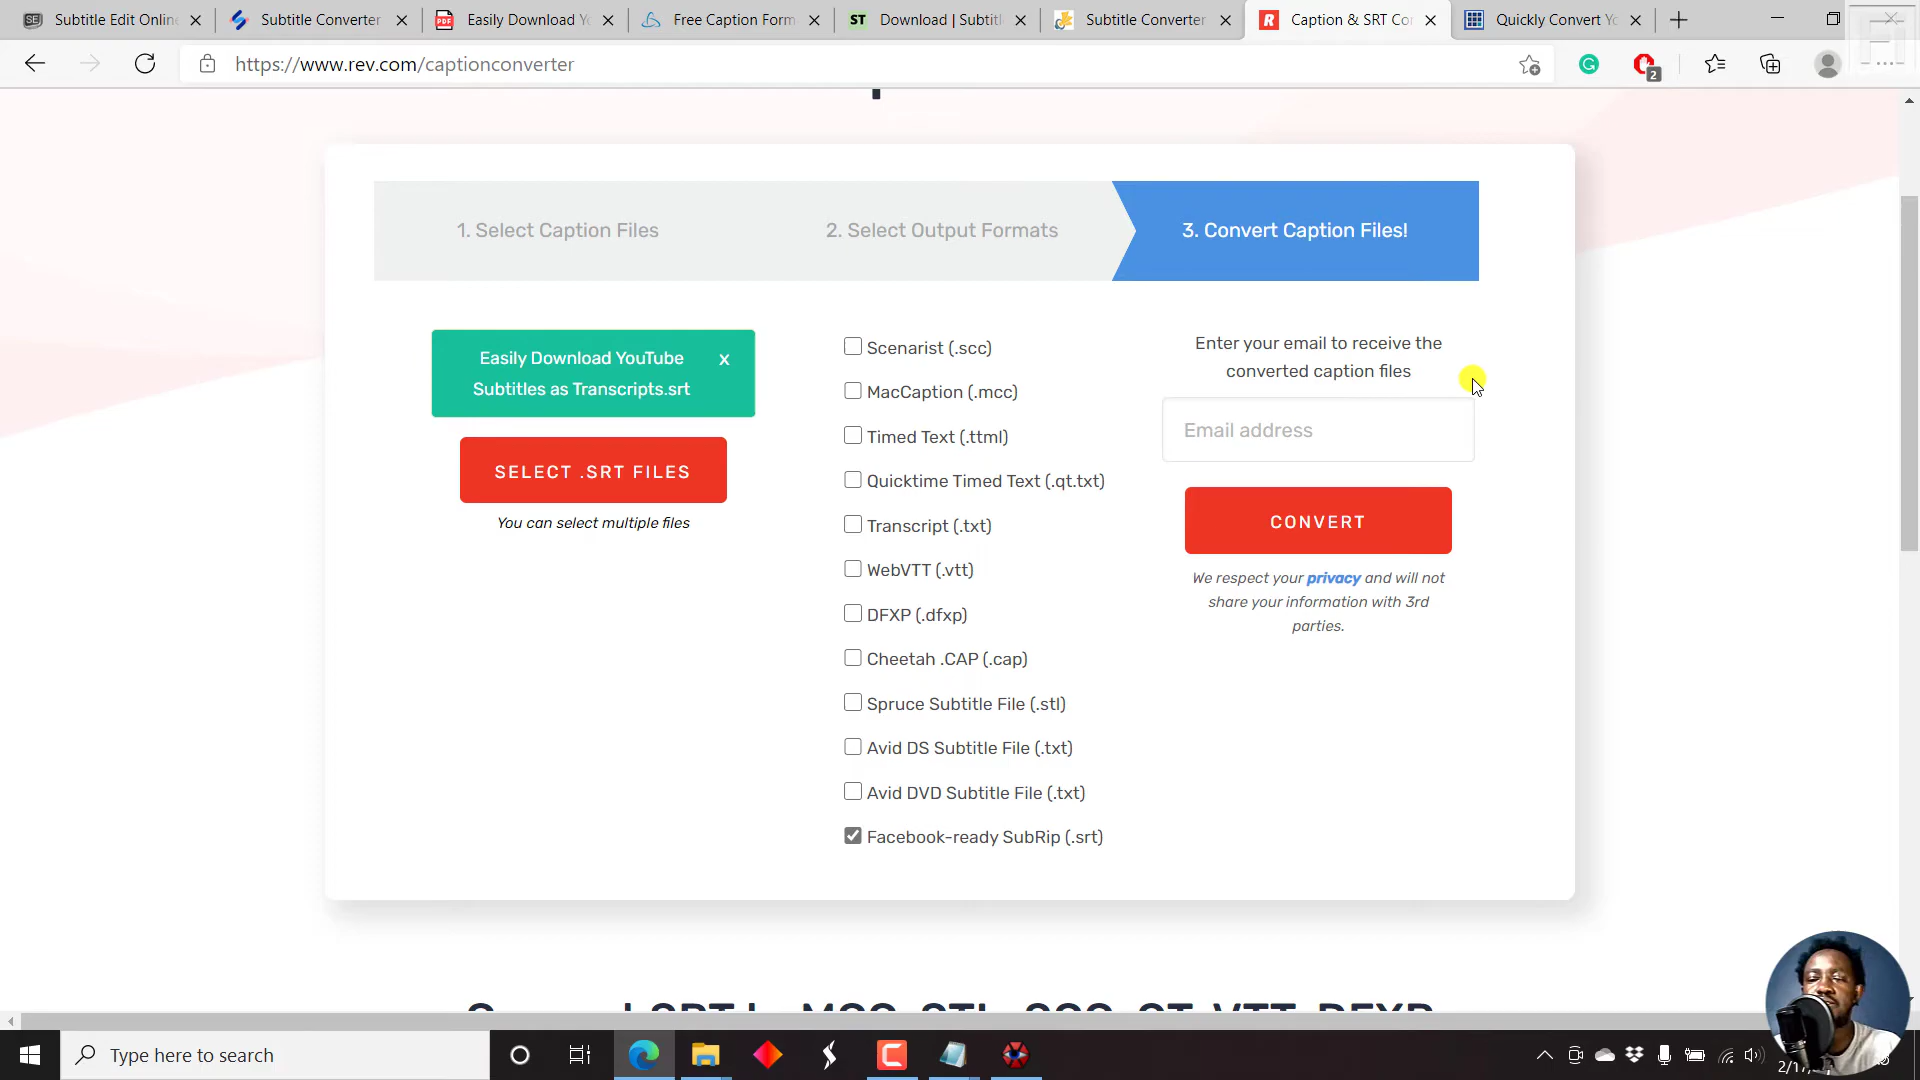 Subtitle Edit Online
Subtitle Converter
Easily Download Yo
Free Caption Form
Download | Subtitl
Subtitle Converter
Caption & SRT Co
Quickly Convert Yo
https://www.rev.com/captionconverter
2
1. Select Caption Files
2. Select Output Formats
3. Convert Caption Files!
Easily Download YouTube
Subtitles as Transcripts.srt
x
SELECT .SRT FILES
You can select multiple files
Scenarist (.scc)
MacCaption (.mcc)
Timed Text (.ttml)
Quicktime Timed Text (.qt.txt)
Transcript (.txt)
WebVTT (.vtt)
DFXP (.dfxp)
Cheetah .CAP (.cap)
Spruce Subtitle File (.stl)
Avid DS Subtitle File (.txt)
Avid DVD Subtitle File (.txt)
Facebook-ready SubRip (.srt)
Enter your email to receive the
converted caption files
Email address
CONVERT
We respect your privacy and will not
share your information with 3rd
parties.
Type here to search